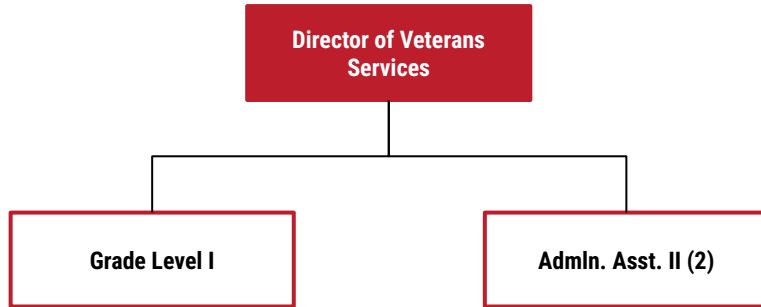 Director of Veterans
Services
Grade Level I
Admln. Asst. II (2)